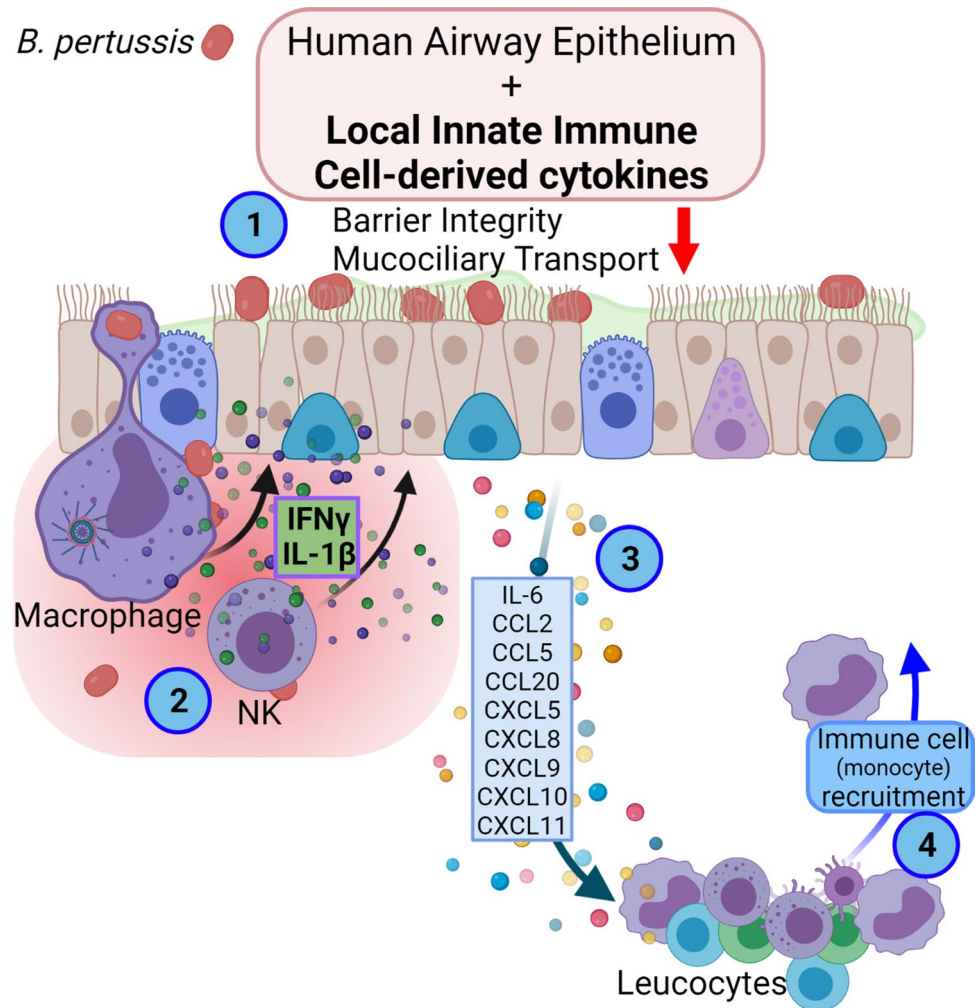 B. pertussis
Human Airway Epithelium
+
Local Innate Immune
Cell-derived cytokines
1
Barrier Integrity
Mucociliary Transport
IFNγ
IL-1β
Macrophage
2
NK
3
IL-6
CCL2
CCL5
CCL20
CXCL5
CXCL8
CXCL9
CXCL10
CXCL11
Immune cell
(monocyte)
recruitment
4
Leucocytes